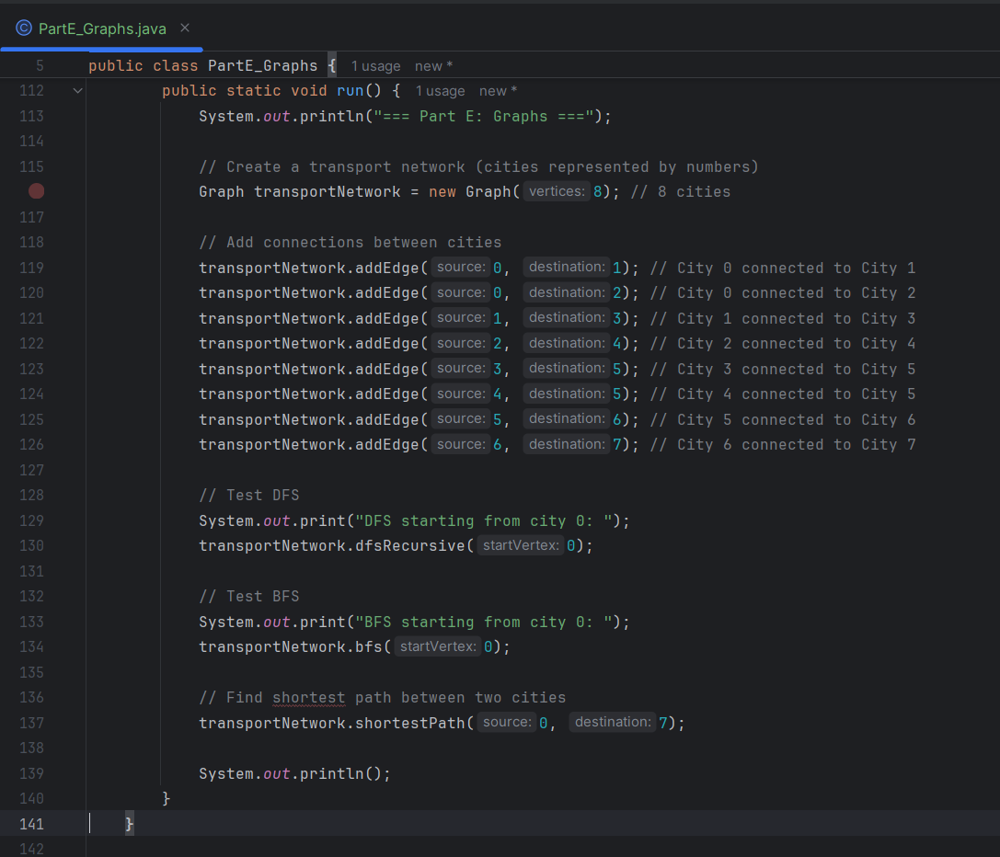 PartE_Graphs.java
5 public class PartE_Graphs { 1 usage new *
112 public static void run() { 1 usage new *
113 System.out.println("=== Part E: Graphs ===");
114
115 // Create a transport network (cities represented by numbers)
Graph transportNetwork = new Graph( vertices: 8); // 8 cities
117
118 // Add connections between cities
119 transportNetwork.addEdge( source: 0, destination: 1); // City 0 connected to City 1
120 transportNetwork.addEdge( source: 0, destination: 2); // City 0 connected to City 2
121 transportNetwork.addEdge( source: 1, destination: 3); // City 1 connected to City 3
122 transportNetwork.addEdge( source: 2, destination: 4); // City 2 connected to City 4
123 transportNetwork.addEdge( source: 3, destination: 5); // City 3 connected to City 5
124 transportNetwork.addEdge( source: 4, destination: 5); // City 4 connected to City 5
125 transportNetwork.addEdge( source: 5, destination: 6); // City 5 connected to City 6
126 transportNetwork.addEdge( source: 6, destination: 7); // City 6 connected to City 7
127
128 // Test DFS
129 System.out.print("DFS starting from city 0: ");
130 transportNetwork.dfsRecursive( startVertex: 0);
131
132 // Test BFS
133 System.out.print("BFS starting from city 0: ");
134 transportNetwork.bfs( startVertex: 0);
135
136 // Find shortest path between two cities
137 transportNetwork.shortestPath( source: 0, destination: 7);
138
139 System.out.println();
140 }
141 }
142